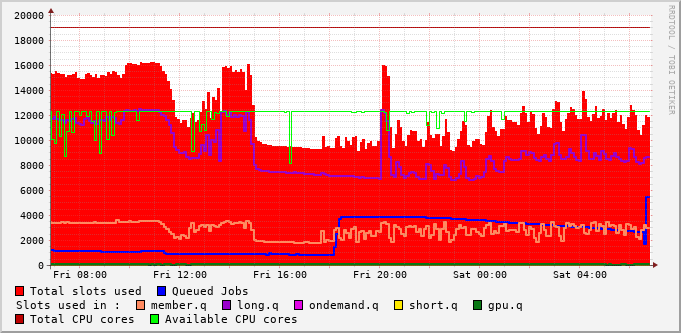 20000
18000
16000
14000
12000
10000
8000
6000
4000
2000
0
Fri 08:00 Fri 12:00 Fri 16:00 Fri 20:00 Sat 00:00 Sat 04:00
RRDTOOL / TOBI OETIKER
Total slots used Queued Jobs
Slots used in : member.q long.q ondemand.q short.q gpu.q
Total CPU cores Available CPU cores